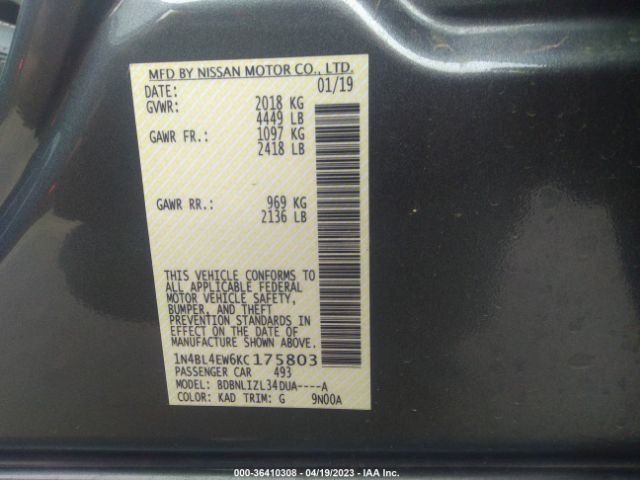 MFD BY NISSAN MOTOR CO., LTD.
DATE: 01/19
GVWR: 2018 KG
4449 LB
GAWR FR.: 1097 KG
2418 LB
GAWR RR.: 969 KG
2136 LB
THIS VEHICLE CONFORMS TO
ALL APPLICABLE FEDERAL
MOTOR VEHICLE SAFETY,
BUMPER, AND THEFT
PREVENTION STANDARDS IN
EFFECT ON THE DATE OF
MANUFACTURE SHOWN ABOVE.
1N4BL4EW6KC175803
PASSENGER CAR 493
MODEL: BDBNLIZL34DUA----A
COLOR: KAD TRIM: G 9N00A
000-36410308 - 04/19/2023 - IAA Inc.